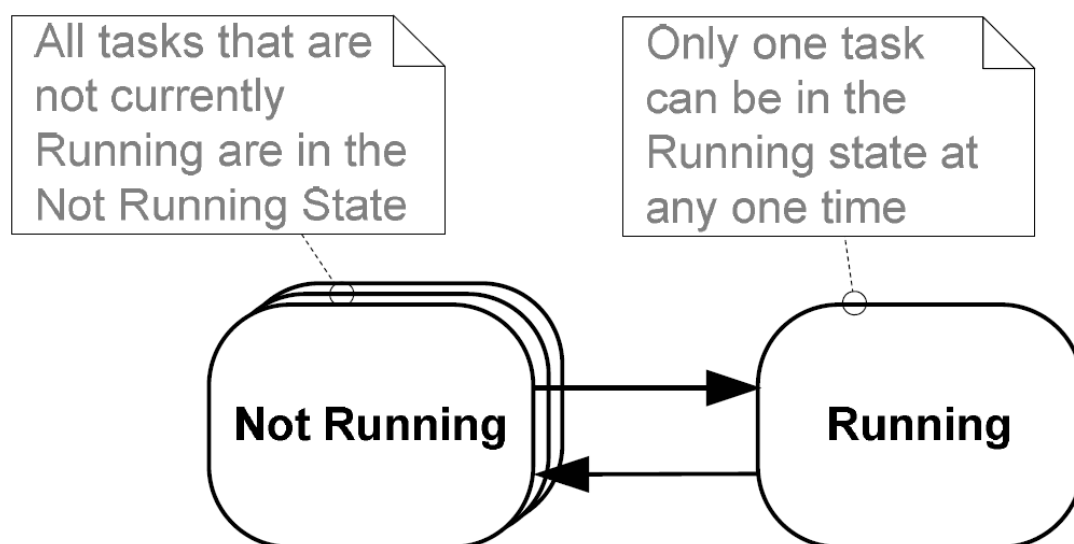 All tasks that are
not currently
Running are in the
Not Running State
Only one task
can be in the
Running state at
any one time
Not Running
Running